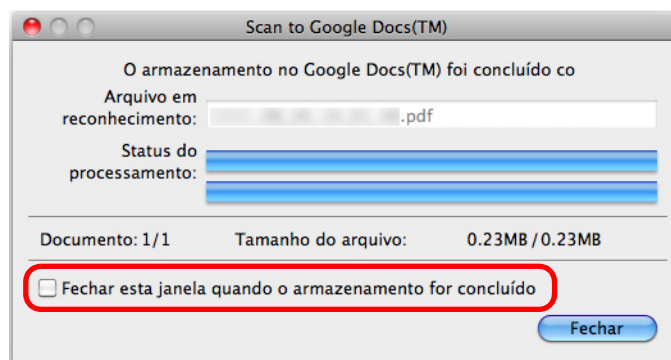 Scan to Google Docs(TM)
O armazenamento no Google Docs(TM) foi concluído co
Arquivo em
reconhecimento:
.pdf
Status do
processamento:
Documento: 1/1 Tamanho do arquivo: 0.23MB / 0.23MB
Fechar esta janela quando o armazenamento for concluído
Fechar